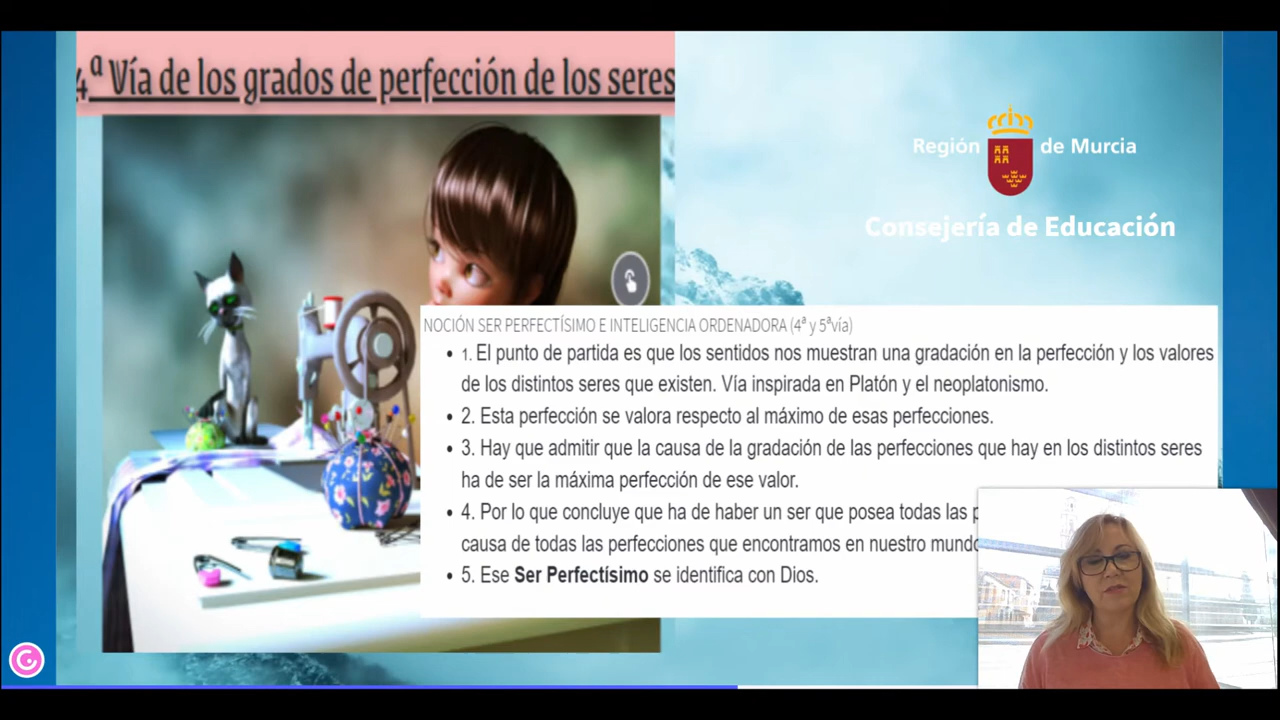 4ª Vía de los grados de perfección de los seres
Región de Murcia
Consejería de Educación
NOCIÓN SER PERFECTÍSIMO E INTELIGENCIA ORDENADORA (4ª y 5ªvía)
• 1. El punto de partida es que los sentidos nos muestran una gradación en la perfección y los valores
de los distintos seres que existen. Vía inspirada en Platón y el neoplatonismo.
• 2. Esta perfección se valora respecto al máximo de esas perfecciones.
• 3. Hay que admitir que la causa de la gradación de las perfecciones que hay en los distintos seres
ha de ser la máxima perfección de ese valor.
• 4. Por lo que concluye que ha de haber un ser que posea todas las
causa de todas las perfecciones que encontramos en nuestro mundo
• 5. Ese Ser Perfectísimo se identifica con Dios.